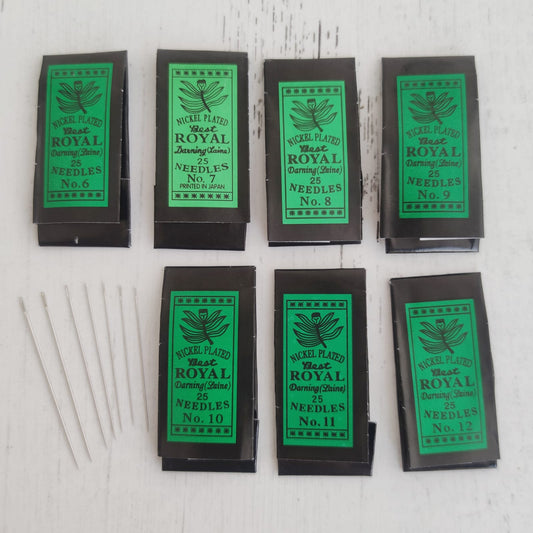 NICKEL PLATED
Best
ROYAL
Darning (Laine)
25
NEEDLES
No. 6
NICKEL PLATED
Best
ROYAL
Darning (Laine)
25
NEEDLES
No. 7
PRINTED IN JAPAN
NICKEL PLATED
Best
ROYAL
Darning (Laine)
25
NEEDLES
No. 8
NICKEL PLATED
Best
ROYAL
Darning (Laine)
25
NEEDLES
No. 9
NICKEL PLATED
Best
ROYAL
Darning (Laine)
25
NEEDLES
No. 10
NICKEL PLATED
Best
ROYAL
Darning (Laine)
25
NEEDLES
No. 11
NICKEL PLATED
Best
ROYAL
Darning (Laine)
25
NEEDLES
No. 12